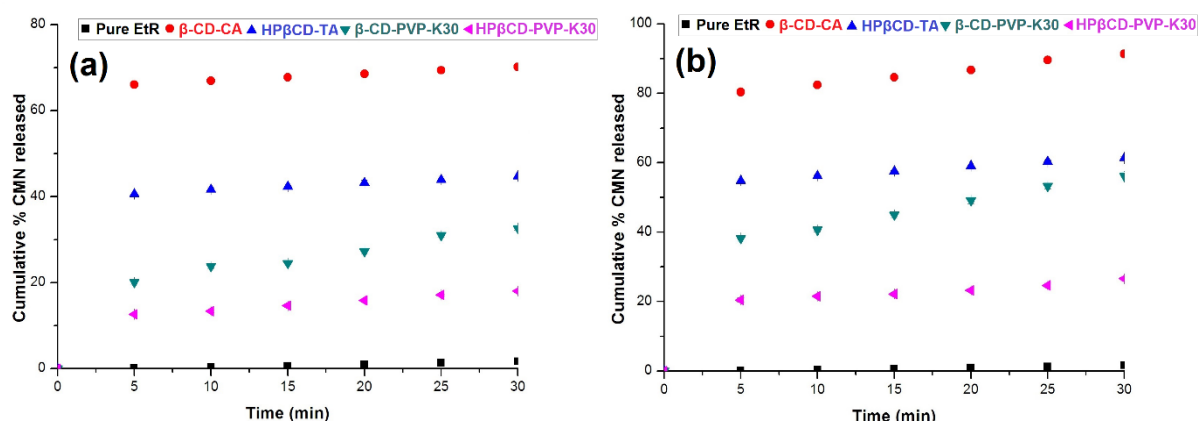 Pure EtR β-CD-CA HPβCD-TA β-CD-PVP-K30 HPβCD-PVP-K30
(a)
Cumulative % CMN released
80
60
40
20
0
0 5 10 15 20 25 30
Time (min)
Pure EtR β-CD-CA HPβCD-TA β-CD-PVP-K30 HPβCD-PVP-K30
(b)
Cumulative % CMN released
100
80
60
40
20
0
0 5 10 15 20 25 30
Time (min)